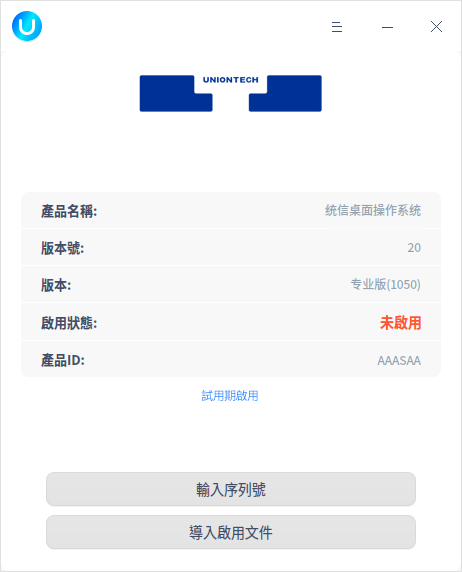 UNIONTECH
產品名稱: 统信桌面操作系统
版本號: 20
版本: 专业版(1050)
啟用狀態: 未啟用
產品ID: AAASAA
試用期啟用
輸入序列號
導入啟用文件